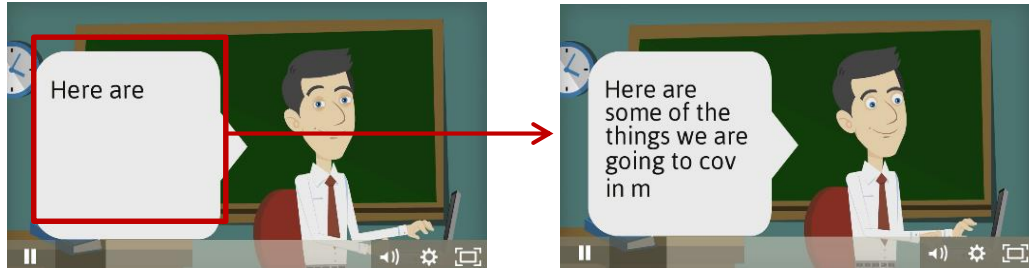 Here are
Here are
some of the
things we are
going to cov
in m